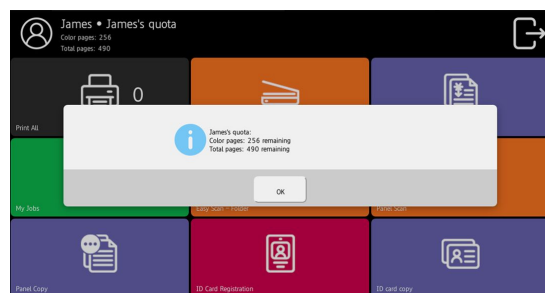 James • James's quota
Color pages: 256
Total pages: 490
0
Print All
James's quota:
Color pages: 256 remaining
Total pages: 490 remaining
OK
My Jobs
Easy Scan - Folder
Panel Scan
Panel Copy
ID Card Registration
ID card copy